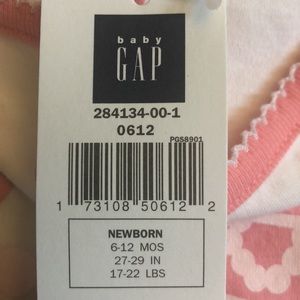 baby
GAP
284134-00-1
0612
PGS8901
1 73108 50612 2
NEWBORN
6-12 MOS
27-29 IN
17-22 LBS